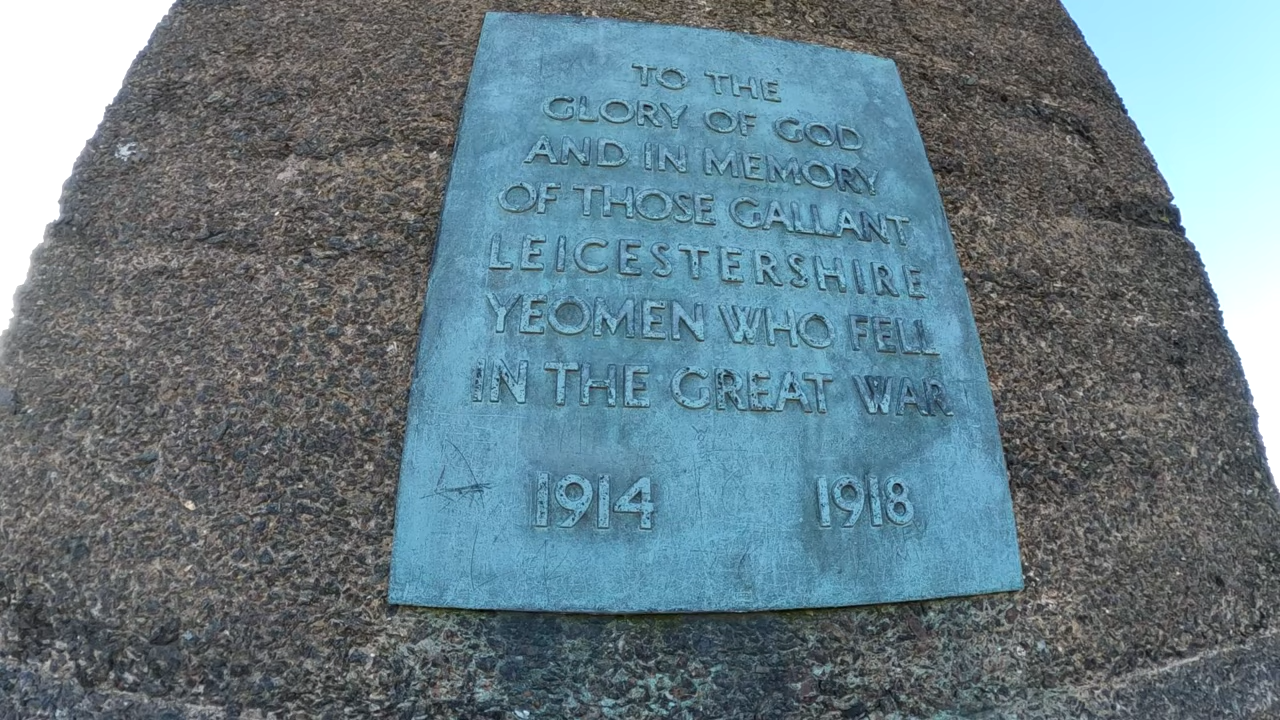 TO THE
GLORY OF GOD
AND IN MEMORY
OF THOSE GALLANT
LEICESTERSHIRE
YEOMEN WHO FELL
IN THE GREAT WAR
1914 1918